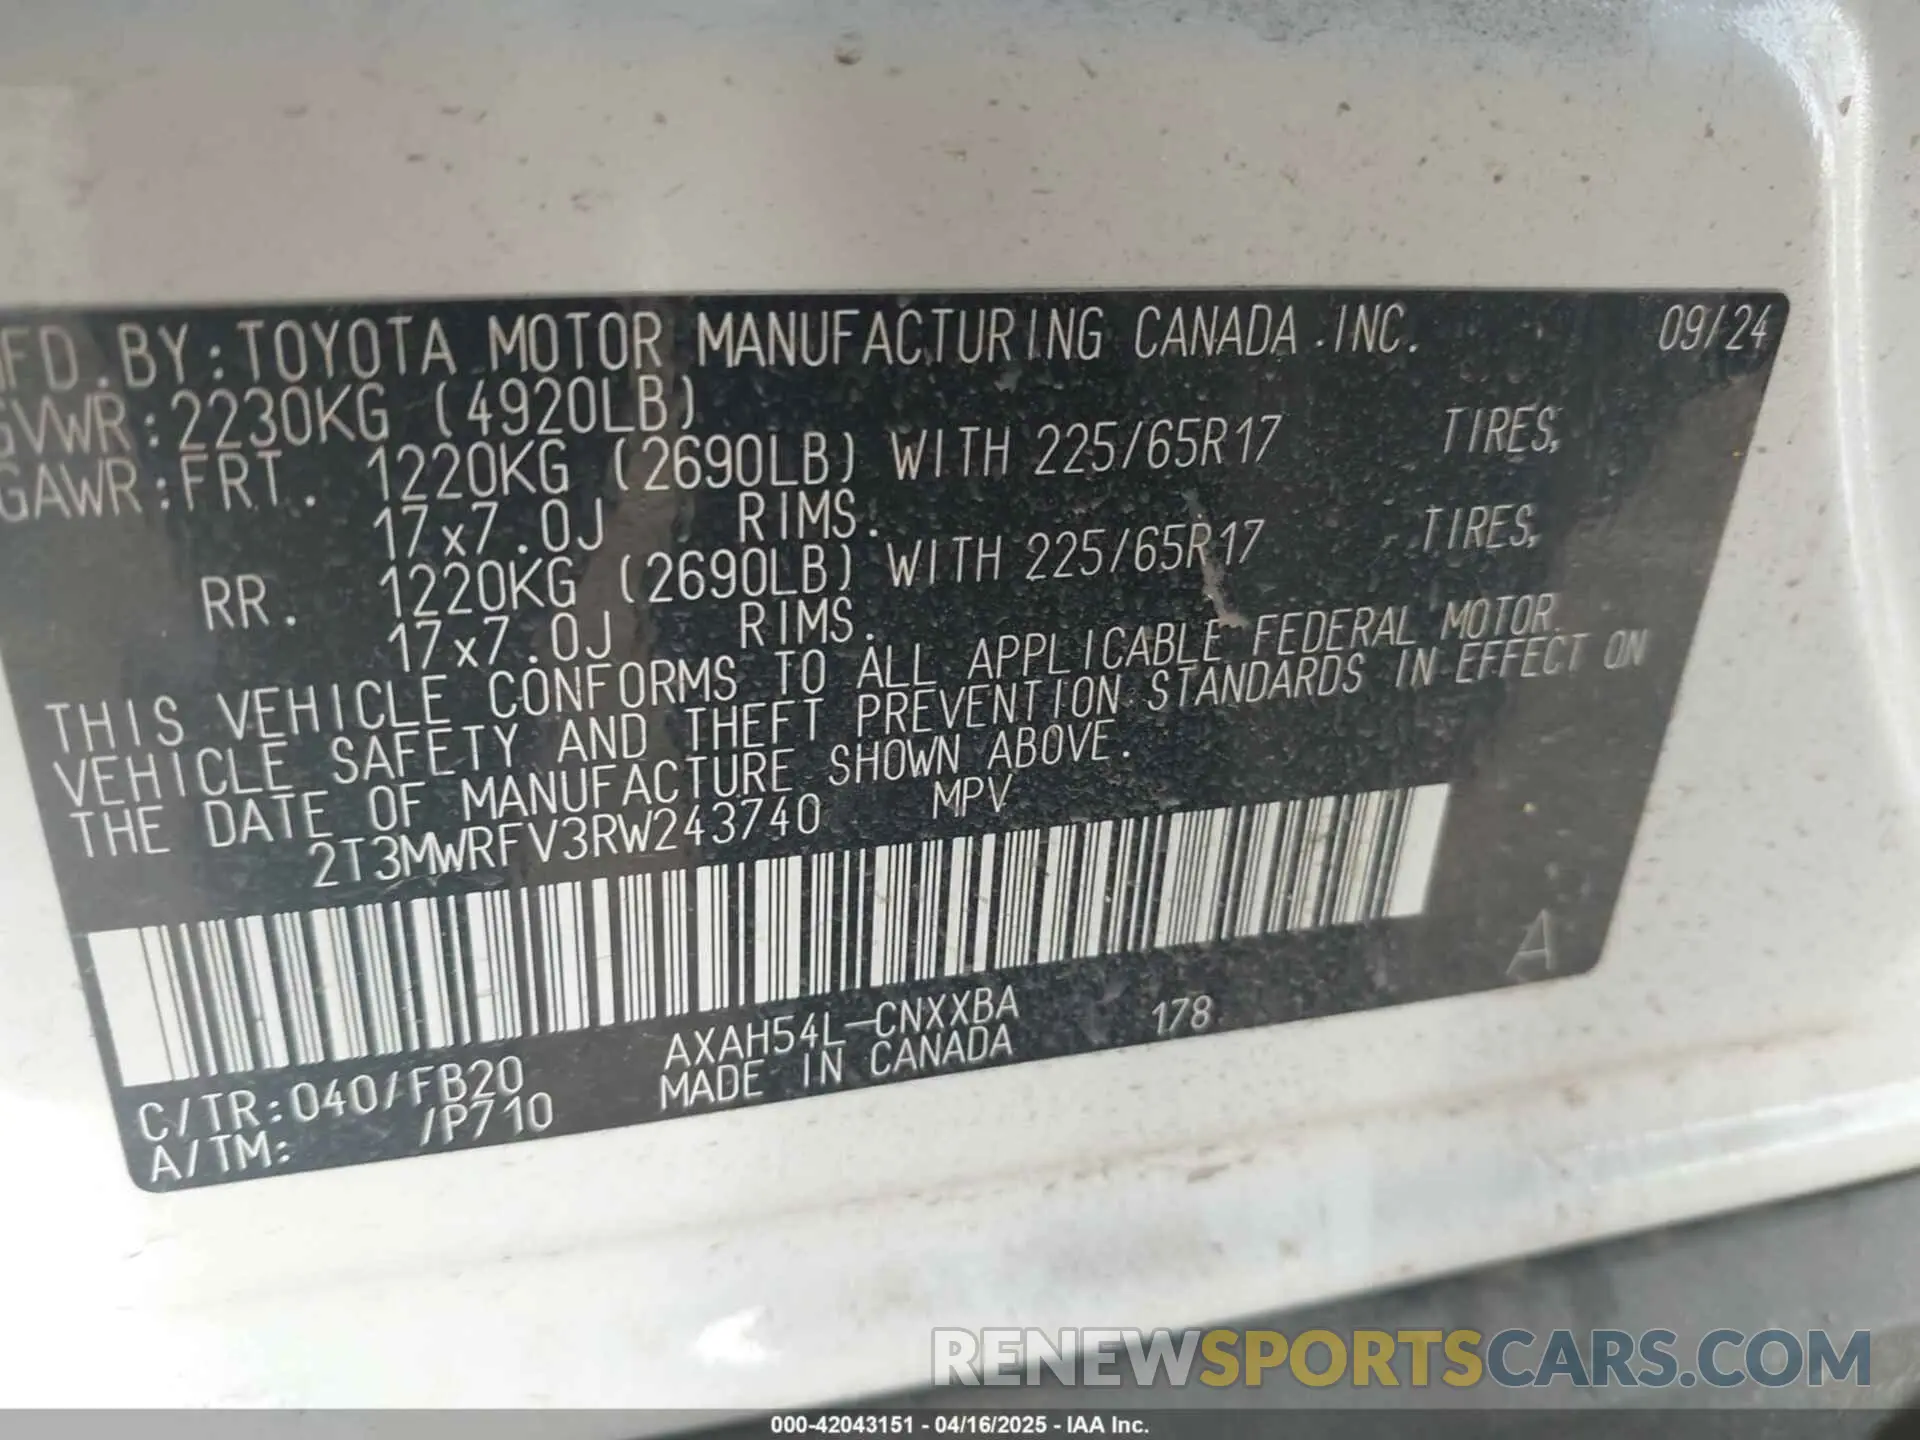 MFD.BY:TOYOTA MOTOR MANUFACTURING CANADA INC. 09/24
GVWR:2230KG (4920LB)
GAWR:FRT. 1220KG (2690LB) WITH 225/65R17 TIRES,
17x7.0J RIMS.
RR. 1220KG (2690LB) WITH 225/65R17 TIRES,
17x7.0J RIMS.
THIS VEHICLE CONFORMS TO ALL APPLICABLE FEDERAL MOTOR
VEHICLE SAFETY AND THEFT PREVENTION STANDARDS IN EFFECT ON
THE DATE OF MANUFACTURE SHOWN ABOVE.
2T3MWRFV3RW243740 MPV
A
AXAH54L-CNXXBA 178
C/TR:040/FB20 MADE IN CANADA
A/TM: /P710
RENEWSPORTSCARS.COM
000-42043151 - 04/16/2025 - IAA Inc.